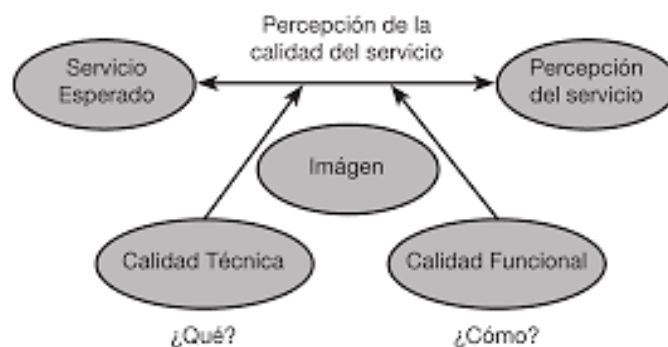 Percepción de la
calidad del servicio
Servicio
Esperado
Percepción
del servicio
Imágen
Calidad Técnica
Calidad Funcional
¿Qué?
¿Cómo?